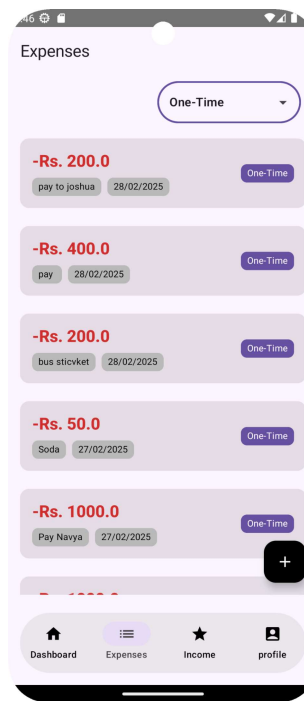 :46
Expenses
One-Time
-Rs. 200.0
One-Time
pay to joshua 28/02/2025
-Rs. 400.0
One-Time
pay 28/02/2025
-Rs. 200.0
One-Time
bus sticvket 28/02/2025
-Rs. 50.0
One-Time
Soda 27/02/2025
-Rs. 1000.0
One-Time
Pay Navya 27/02/2025
+
Dashboard Expenses Income profile